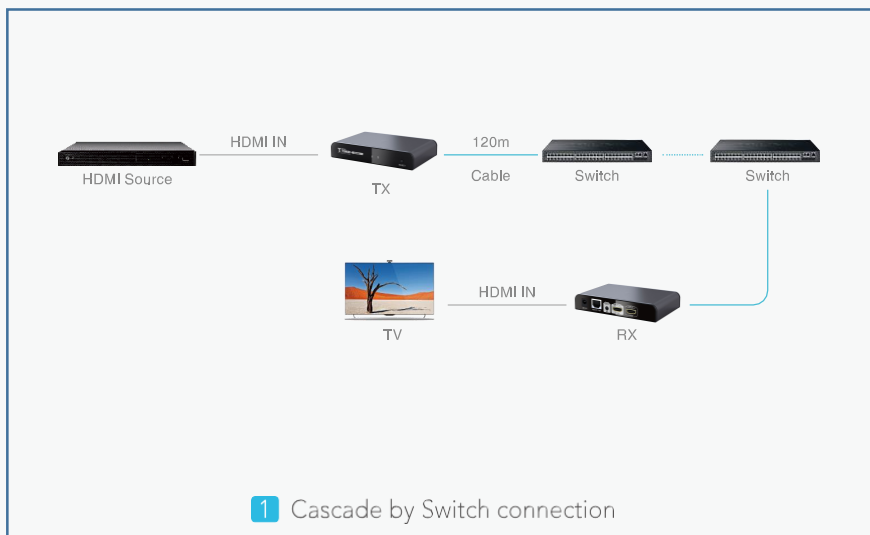 HDMI IN
120m
HDMI Source
TX
Cable
Switch
Switch
HDMI IN
TV
RX
1 Cascade by Switch connection